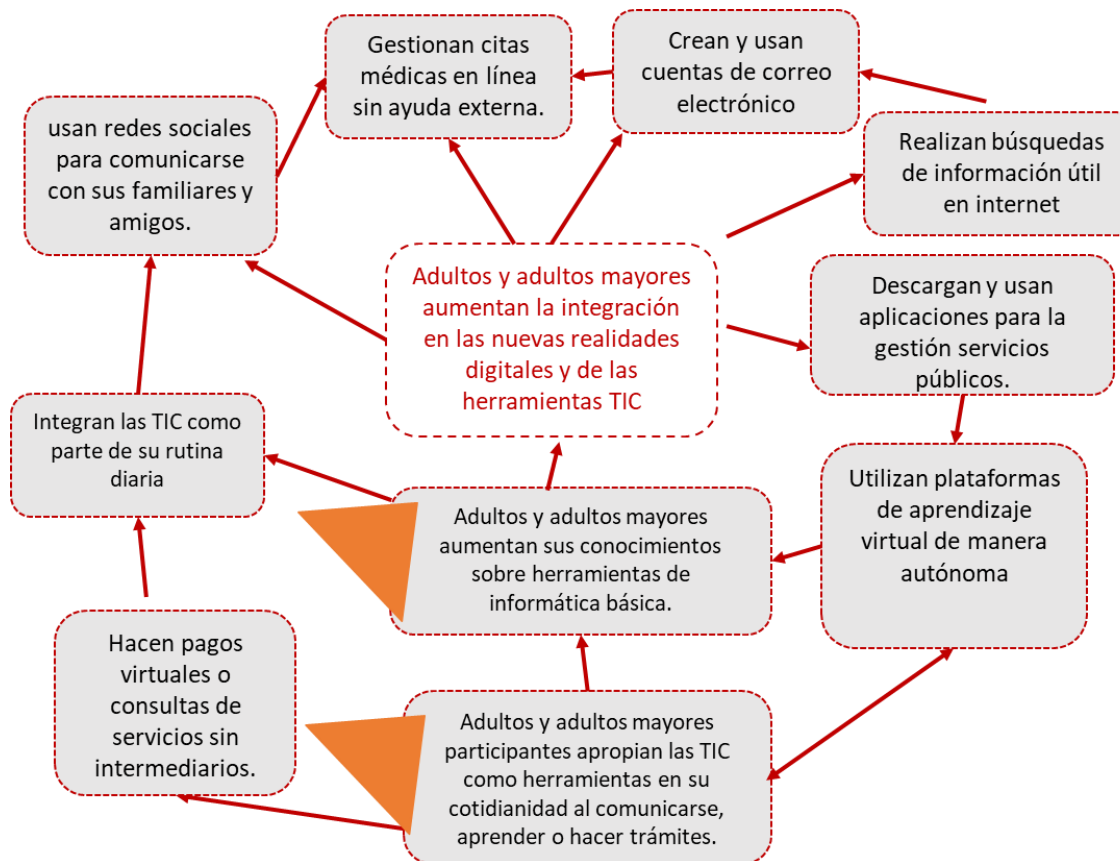 Gestionan citas
médicas en línea
sin ayuda externa.
Crean y usan
cuentas de correo
electrónico
usan redes sociales
para comunicarse
con sus familiares y
amigos.
Realizan búsquedas
de información útil
en internet
Adultos y adultos mayores
aumentan la integración
en las nuevas realidades
digitales y de las
herramientas TIC
Descargan y usan
aplicaciones para la
gestión servicios
públicos.
Integran las TIC como
parte de su rutina
diaria
Adultos y adultos mayores
aumentan sus conocimientos
sobre herramientas de
informática básica.
Utilizan plataformas
de aprendizaje
virtual de manera
autónoma
Hacen pagos
virtuales o
consultas de
servicios sin
intermediarios.
Adultos y adultos mayores
participantes apropian las TIC
como herramientas en su
cotidianidad al comunicarse,
aprender o hacer trámites.